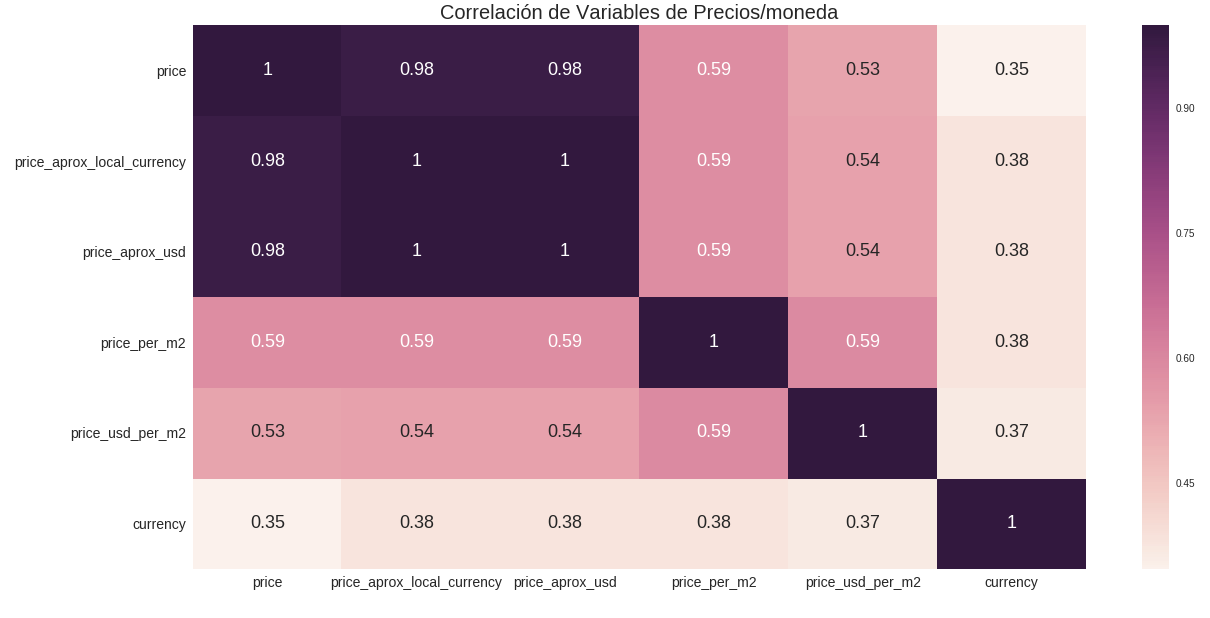 Correlación de Variables de Precios/moneda
price 1 0.98 0.98 0.59 0.53 0.35
price_aprox_local_currency 0.98 1 1 0.59 0.54 0.38
price_aprox_usd 0.98 1 1 0.59 0.54 0.38
price_per_m2 0.59 0.59 0.59 1 0.59 0.38
price_usd_per_m2 0.53 0.54 0.54 0.59 1 0.37
currency 0.35 0.38 0.38 0.38 0.37 1
price price_aprox_local_currency price_aprox_usd price_per_m2 price_usd_per_m2 currency
0.90
0.75
0.60
0.45